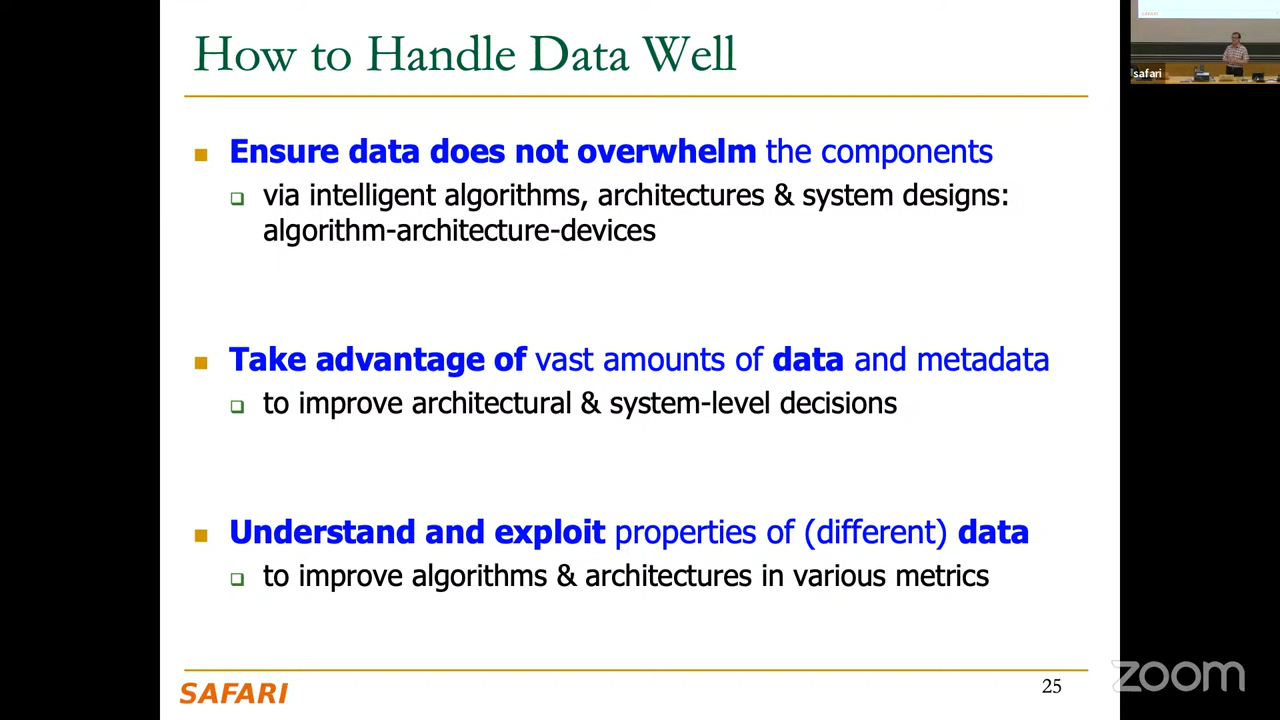 How to Handle Data Well
Ensure data does not overwhelm the components
via intelligent algorithms, architectures & system designs:
algorithm-architecture-devices
Take advantage of vast amounts of data and metadata
to improve architectural & system-level decisions
Understand and exploit properties of (different) data
to improve algorithms & architectures in various metrics
SAFARI
25
safari
zoom